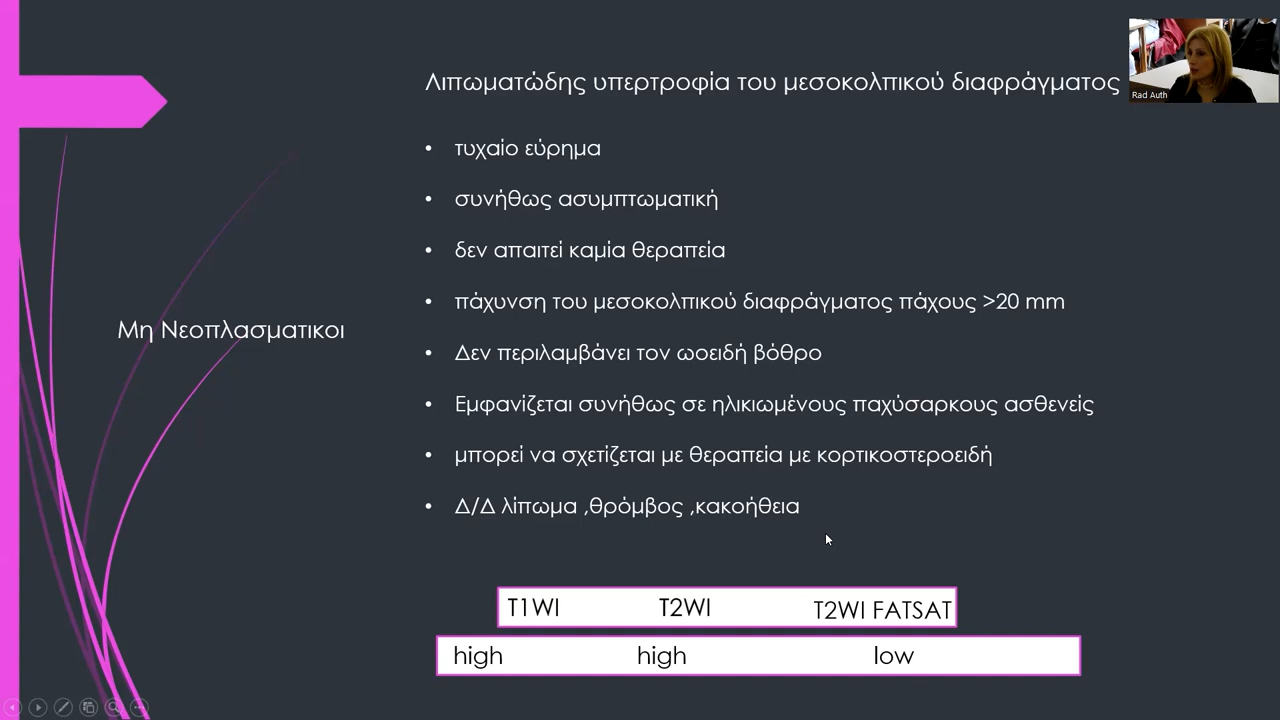 Λιπωματώδης υπερτροφία του μεσοκολπικού διαφράγματος
Rad Auth
• τυχαίο εύρημα
• συνήθως ασυμπτωματική
• δεν απαιτεί καμία θεραπεία
• πάχυνση του μεσοκολπικού διαφράγματος πάχους >20 mm
Μη Νεοπλασματικοι
• Δεν περιλαμβάνει τον ωοειδή βόθρο
• Εμφανίζεται συνήθως σε ηλικιωμένους παχύσαρκους ασθενείς
• μπορεί να σχετίζεται με θεραπεία με κορτικοστεροειδή
• Δ/Δ λίπωμα ,θρόμβος ,κακοήθεια
T1WI T2WI T2WI FATSAT
high high low